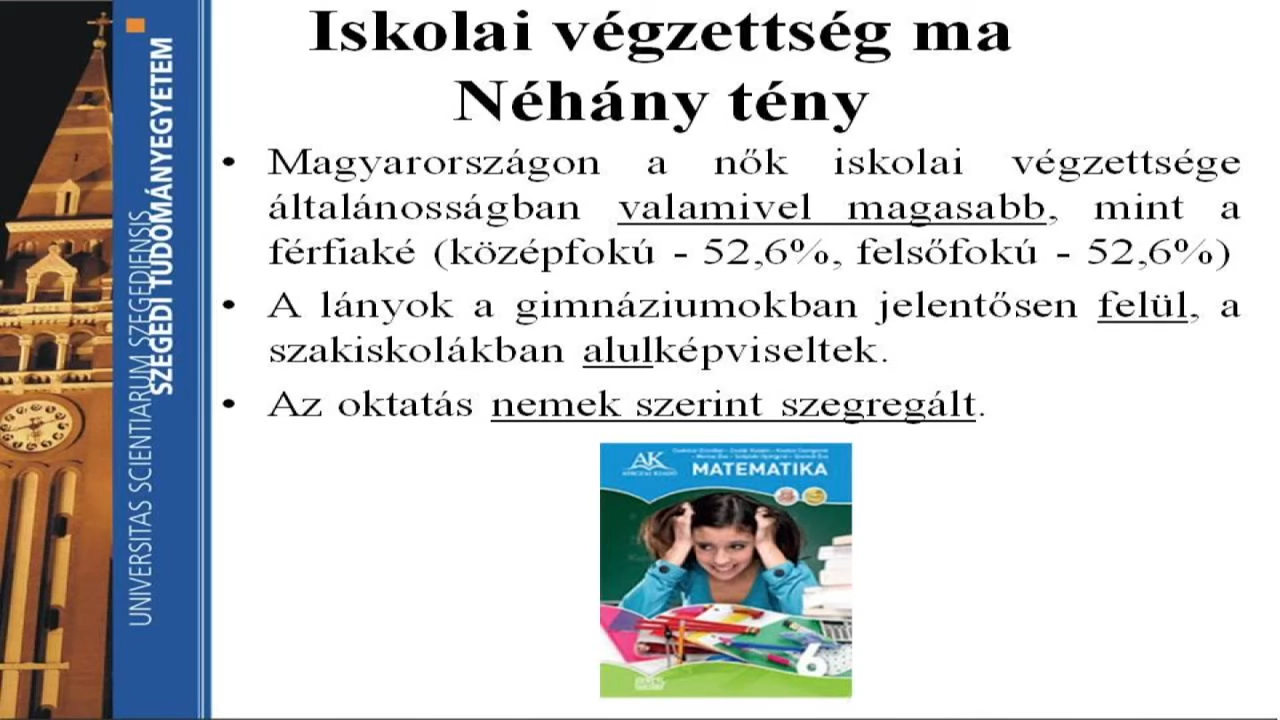 Iskolai végzettség ma
Néhány tény
• Magyarországon a nők iskolai végzettsége
általánosságban valamivel magasabb, mint a
férfiaké (középfokú - 52,6%, felsőfokú - 52,6%)
• A lányok a gimnáziumokban jelentősen felül, a
szakiskolákban alulképviseltek.
• Az oktatás nemek szerint szegregált.
UNIVERSITAS SCIENTIARUM SZEGEDIENSIS
SZEGEDI TUDOMÁNYEGYETEM
AK
APÁCZAI KIADÓ
MATEMATIKA
6